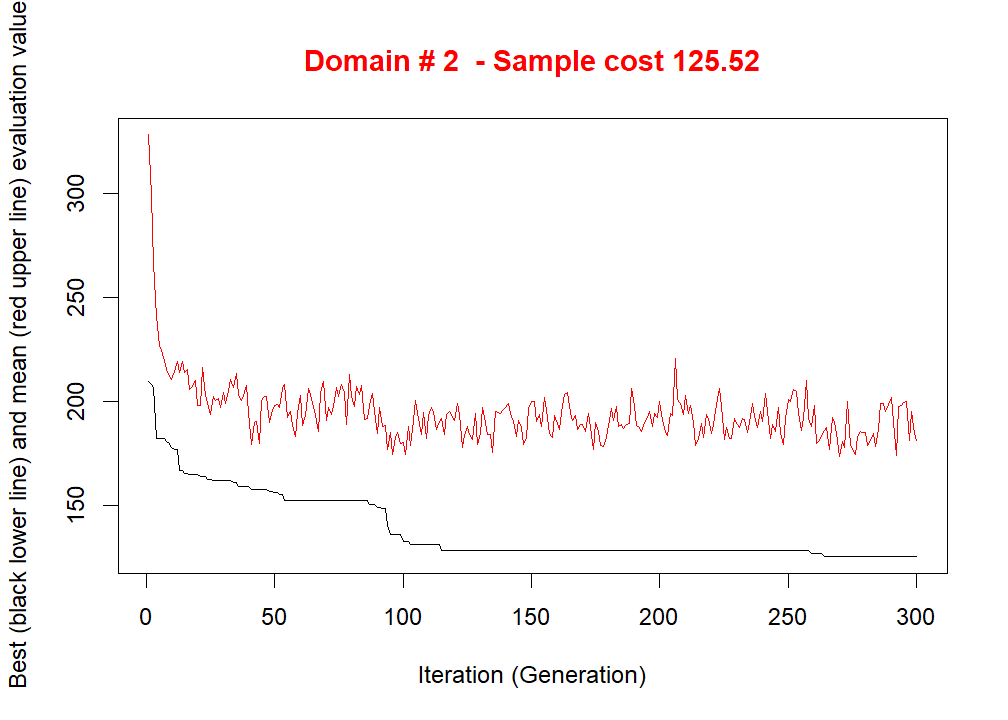 Domain # 2  - Sample cost 125.52
Best (black lower line) and mean (red upper line) evaluation value
300
250
200
150
0 50 100 150 200 250 300
Iteration (Generation)